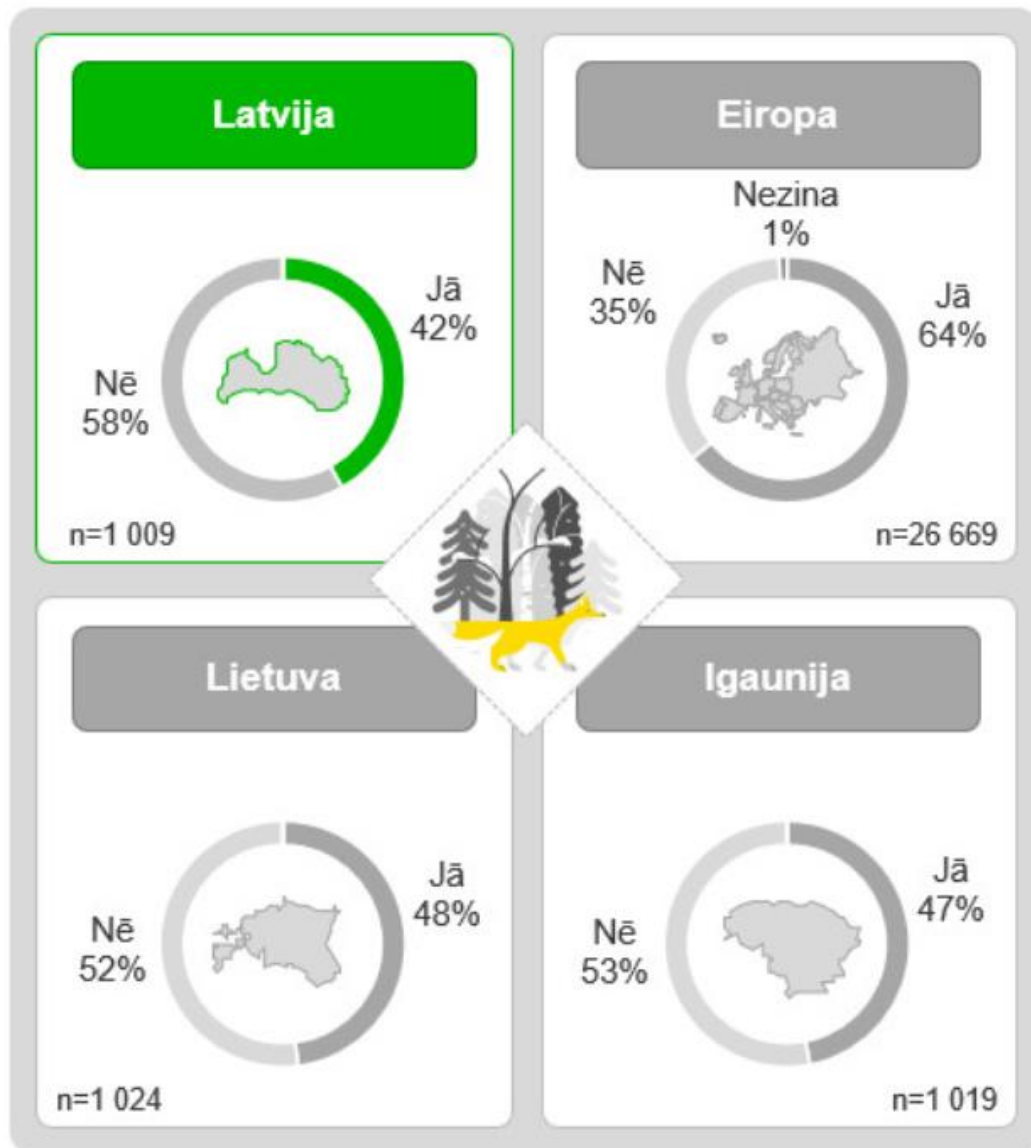 Latvija
Jā
42%
Nē
58%
n=1 009
Eiropa
Nezina
1%
Nē
35%
Jā
64%
n=26 669
Lietuva
Jā
48%
Nē
52%
n=1 024
Igaunija
Jā
47%
Nē
53%
n=1 019